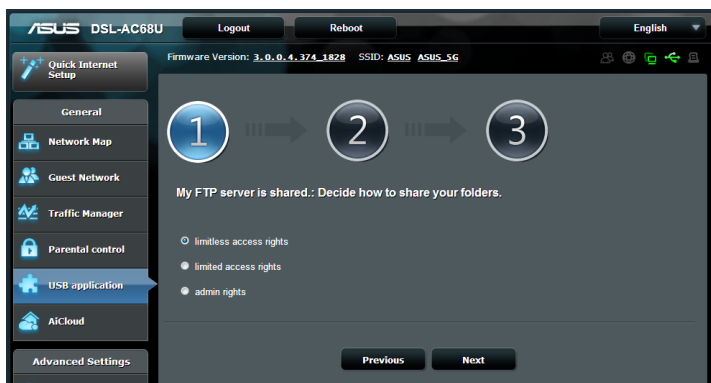 ASUS DSL-AC68U Logout Reboot English
Quick Internet Setup
Firmware Version: 3.0.0.4.374_1828 SSID: ASUS ASUS_5G
General
Network Map
Guest Network
Traffic Manager
Parental control
USB application
AiCloud
Advanced Settings
1 2 3
My FTP server is shared.: Decide how to share your folders.
limitless access rights
limited access rights
admin rights
Previous Next